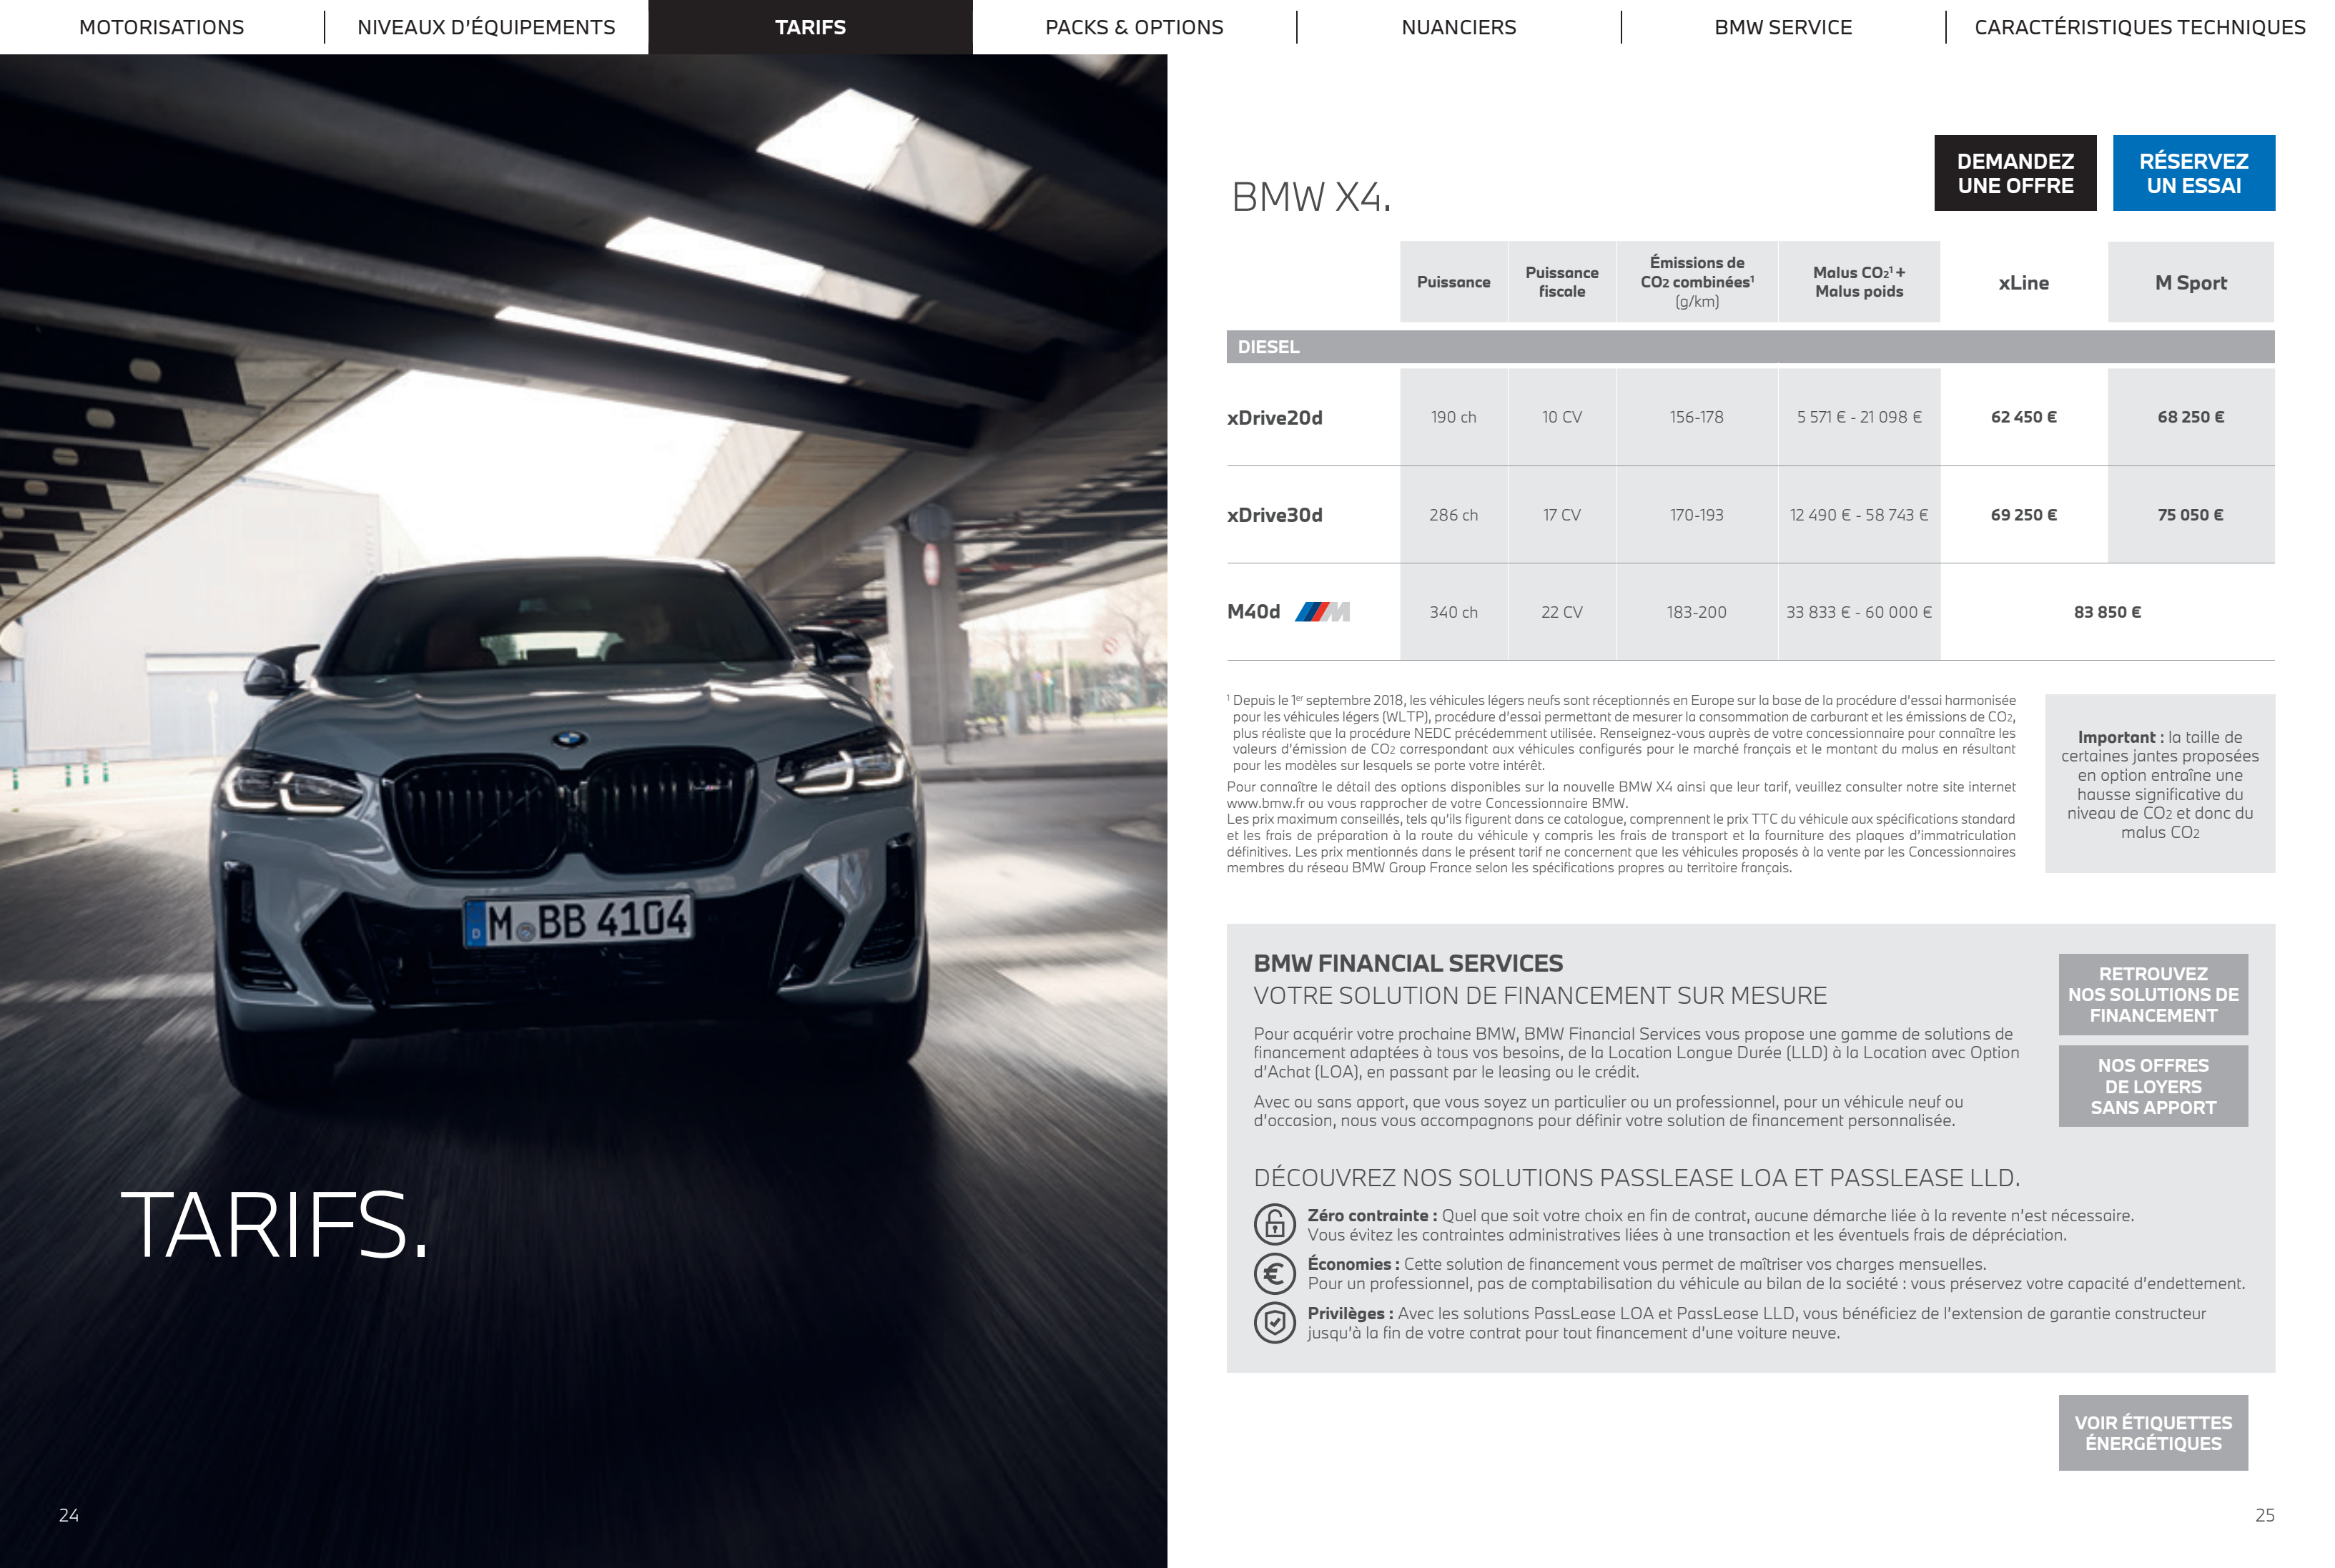 MOTORISATIONS
NIVEAUX D'ÉQUIPEMENTS
TARIFS
PACKS & OPTIONS
NUANCIERS
BMW SERVICE
CARACTÉRISTIQUES TECHNIQUES
M BB 4104
D
TARIFS.
24
BMW X4.
DEMANDEZ
UNE OFFRE
RÉSERVEZ
UN ESSAI
Puissance
Puissance
fiscale
Émissions de
CO2 combinées¹
(g/km)
Malus CO2¹ +
Malus poids
xLine
M Sport
DIESEL
xDrive20d 190 ch 10 CV 156-178 5 571 € - 21 098 € 62 450 € 68 250 €
xDrive30d 286 ch 17 CV 170-193 12 490 € - 58 743 € 69 250 € 75 050 €
M40d M 340 ch 22 CV 183-200 33 833 € - 60 000 € 83 850 €
¹ Depuis le 1er septembre 2018, les véhicules légers neufs sont réceptionnés en Europe sur la base de la procédure d'essai harmonisée
pour les véhicules légers (WLTP), procédure d'essai permettant de mesurer la consommation de carburant et les émissions de CO2,
plus réaliste que la procédure NEDC précédemment utilisée. Renseignez-vous auprès de votre concessionnaire pour connaître les
valeurs d'émission de CO2 correspondant aux véhicules configurés pour le marché français et le montant du malus en résultant
pour les modèles sur lesquels se porte votre intérêt.
Pour connaître le détail des options disponibles sur la nouvelle BMW X4 ainsi que leur tarif, veuillez consulter notre site internet
www.bmw.fr ou vous rapprocher de votre Concessionnaire BMW.
Les prix maximum conseillés, tels qu'ils figurent dans ce catalogue, comprennent le prix TTC du véhicule aux spécifications standard
et les frais de préparation à la route du véhicule y compris les frais de transport et la fourniture des plaques d'immatriculation
définitives. Les prix mentionnés dans le présent tarif ne concernent que les véhicules proposés à la vente par les Concessionnaires
membres du réseau BMW Group France selon les spécifications propres au territoire français.
Important : la taille de
certaines jantes proposées
en option entraîne une
hausse significative du
niveau de CO2 et donc du
malus CO2
BMW FINANCIAL SERVICES
VOTRE SOLUTION DE FINANCEMENT SUR MESURE
Pour acquérir votre prochaine BMW, BMW Financial Services vous propose une gamme de solutions de
financement adaptées à tous vos besoins, de la Location Longue Durée (LLD) à la Location avec Option
d'Achat (LOA), en passant par le leasing ou le crédit.
Avec ou sans apport, que vous soyez un particulier ou un professionnel, pour un véhicule neuf ou
d'occasion, nous vous accompagnons pour définir votre solution de financement personnalisée.
RETROUVEZ
NOS SOLUTIONS DE
FINANCEMENT
NOS OFFRES
DE LOYERS
SANS APPORT
DÉCOUVREZ NOS SOLUTIONS PASSLEASE LOA ET PASSLEASE LLD.
Zéro contrainte : Quel que soit votre choix en fin de contrat, aucune démarche liée à la revente n'est nécessaire.
Vous évitez les contraintes administratives liées à une transaction et les éventuels frais de dépréciation.
€ Économies : Cette solution de financement vous permet de maîtriser vos charges mensuelles.
Pour un professionnel, pas de comptabilisation du véhicule au bilan de la société : vous préservez votre capacité d'endettement.
Privilèges : Avec les solutions PassLease LOA et PassLease LLD, vous bénéficiez de l'extension de garantie constructeur
jusqu'à la fin de votre contrat pour tout financement d'une voiture neuve.
VOIR ÉTIQUETTES
ÉNERGÉTIQUES
25